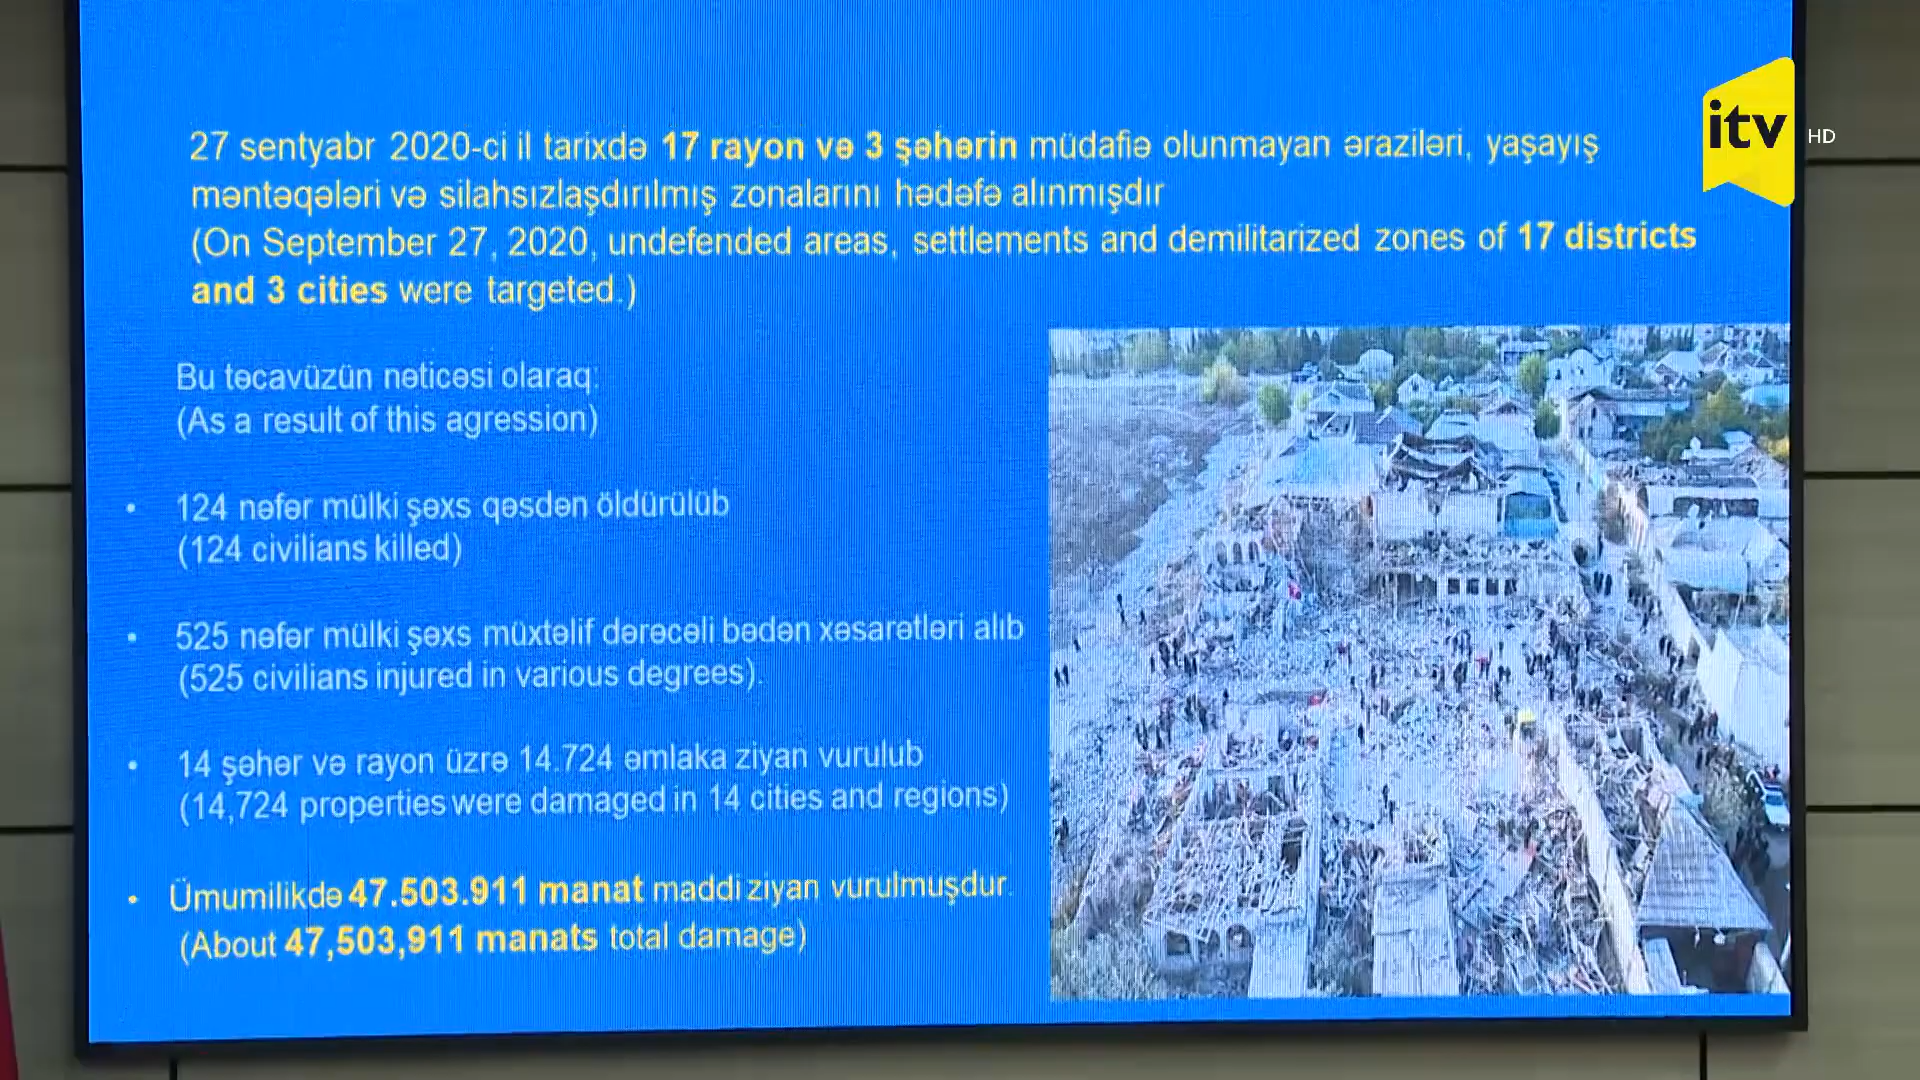 27 sentyabr 2020-ci il tarixdə 17 rayon və 3 şəhərin müdafiə olunmayan əraziləri, yaşayış
məntəqələri və silahsızlaşdırılmış zonalarını hədəfə alınmışdır
(On September 27, 2020, undefended areas, settlements and demilitarized zones of 17 districts
and 3 cities were targeted.)
Bu təcavüzün nəticəsi olaraq:
(As a result of this agression)
• 124 nəfər mülki şəxs qəsdən öldürülüb
(124 civilians killed)
• 525 nəfər mülki şəxs müxtəlif dərəcəli bədən xəsarətləri alıb
(525 civilians injured in various degrees).
• 14 şəhər və rayon üzrə 14.724 əmlaka ziyan vurulub
(14,724 properties were damaged in 14 cities and regions)
• Ümumilikdə 47.503.911 manat maddi ziyan vurulmuşdur.
(About 47,503,911 manats total damage)
itv HD